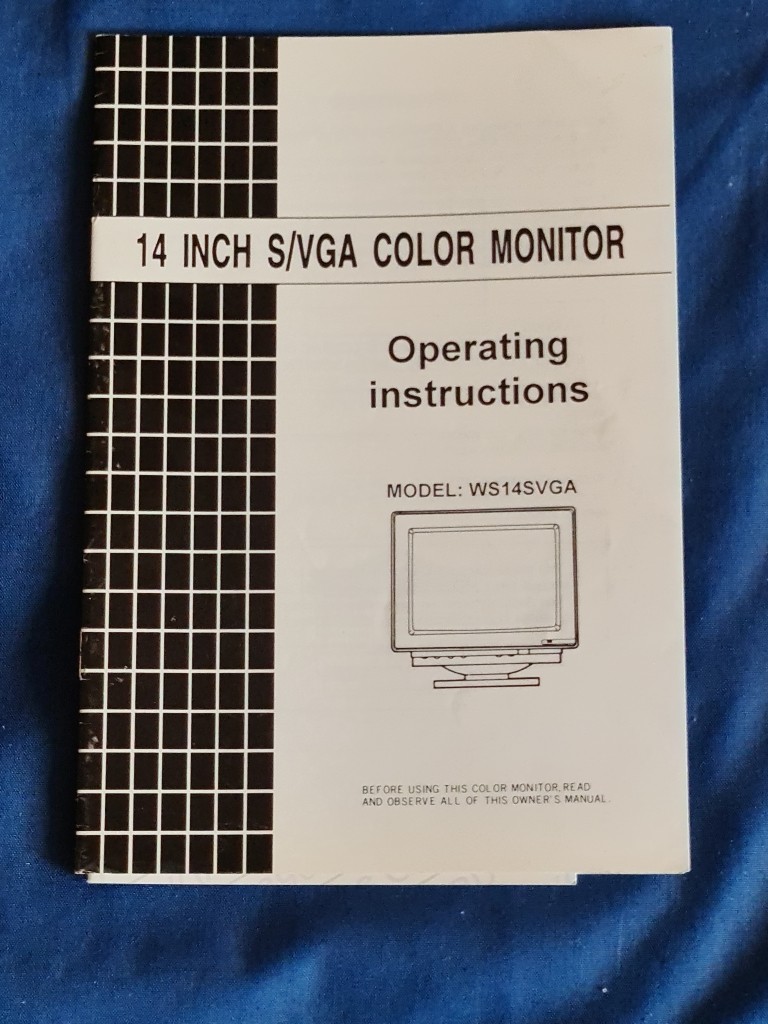 14 INCH S/VGA COLOR MONITOR
Operating
instructions
MODEL: WS14SVGA
BEFORE USING THIS COLOR MONITOR, READ
AND OBSERVE ALL OF THIS OWNER'S MANUAL.